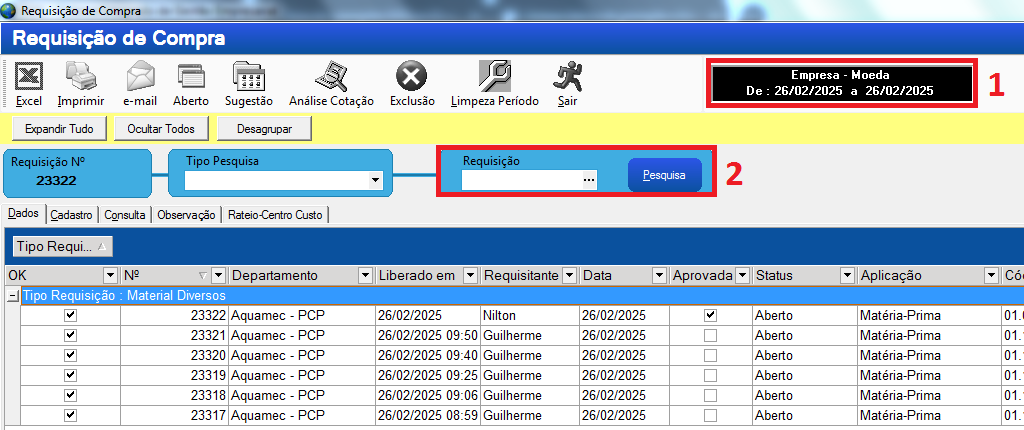 Requisição de Compra
Requisição de Compra
Excel Imprimir e-mail Aberto Sugestão Análise Cotação Exclusão Limpeza Período Sair
Empresa - Moeda
De : 26/02/2025 a 26/02/2025
1
Expandir Tudo Ocultar Todos Desagrupar
Requisição Nº
23322
Tipo Pesquisa
Requisição
...
Pesquisa
2
Dados Cadastro Consulta Observação Rateio-Centro Custo
Tipo Requi...
OK Nº Departamento Liberado em Requisitante Data Aprovada Status Aplicação Cód
Tipo Requisição : Material Diversos
23322 Aquamec - PCP 26/02/2025 Nilton 26/02/2025 Aberto Matéria-Prima 01.0
23321 Aquamec - PCP 26/02/2025 09:50 Guilherme 26/02/2025 Aberto Matéria-Prima 01.1
23320 Aquamec - PCP 26/02/2025 09:40 Guilherme 26/02/2025 Aberto Matéria-Prima 01.1
23319 Aquamec - PCP 26/02/2025 09:25 Guilherme 26/02/2025 Aberto Matéria-Prima 01.1
23318 Aquamec - PCP 26/02/2025 09:06 Guilherme 26/02/2025 Aberto Matéria-Prima 01.1
23317 Aquamec - PCP 26/02/2025 08:59 Guilherme 26/02/2025 Aberto Matéria-Prima 01.1